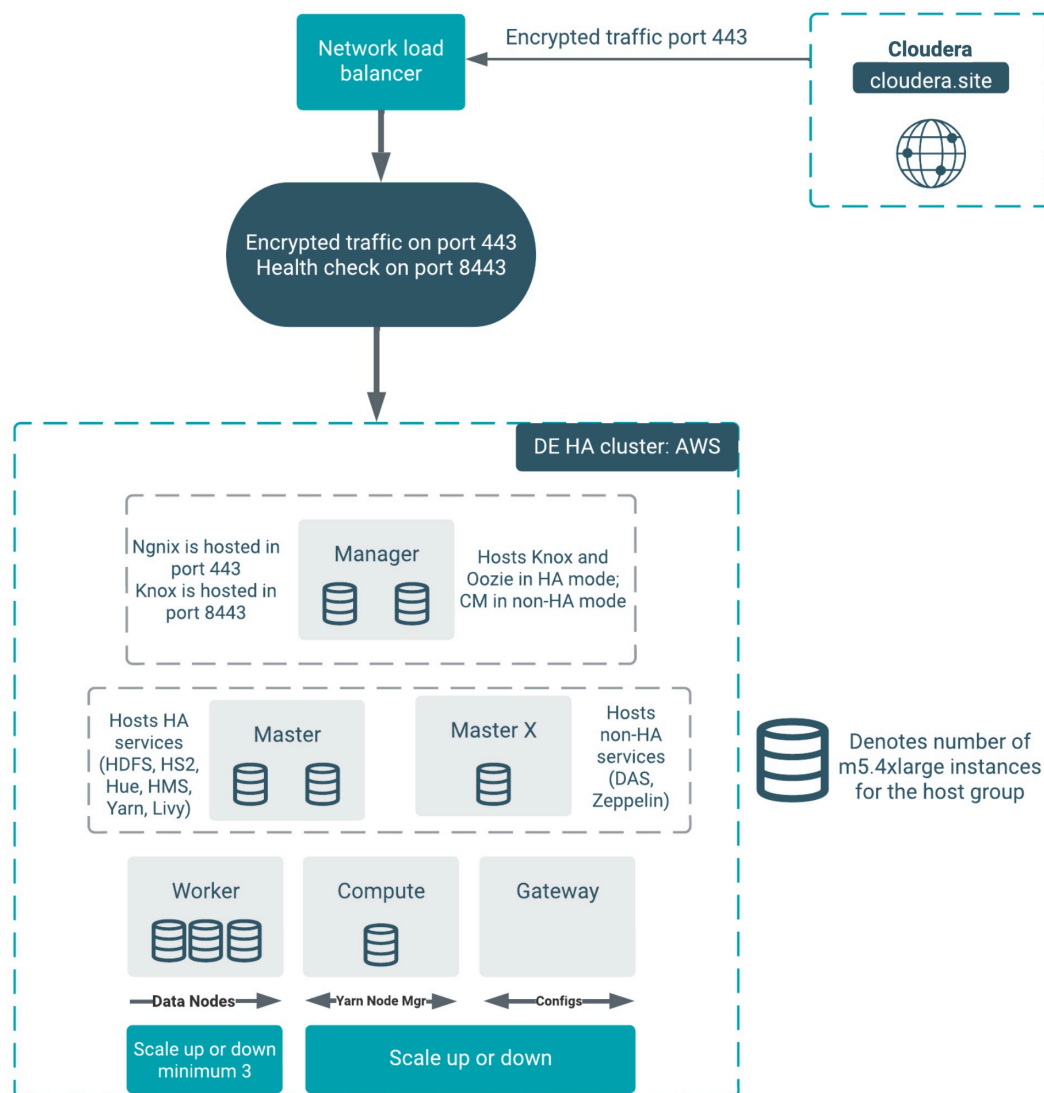 Network load
balancer
Encrypted traffic port 443
Cloudera
cloudera.site
Encrypted traffic on port 443
Health check on port 8443
DE HA cluster: AWS
Ngnix is hosted in
port 443
Knox is hosted in
port 8443
Manager
Hosts Knox and
Oozie in HA mode;
CM in non-HA mode
Hosts HA
services
(HDFS, HS2,
Hue, HMS,
Yarn, Livy)
Master
Master X
Hosts
non-HA
services
(DAS,
Zeppelin)
Denotes number of
m5.4xlarge instances
for the host group
Worker
Compute
Gateway
Data Nodes
Yarn Node Mgr
Configs
Scale up or down
minimum 3
Scale up or down